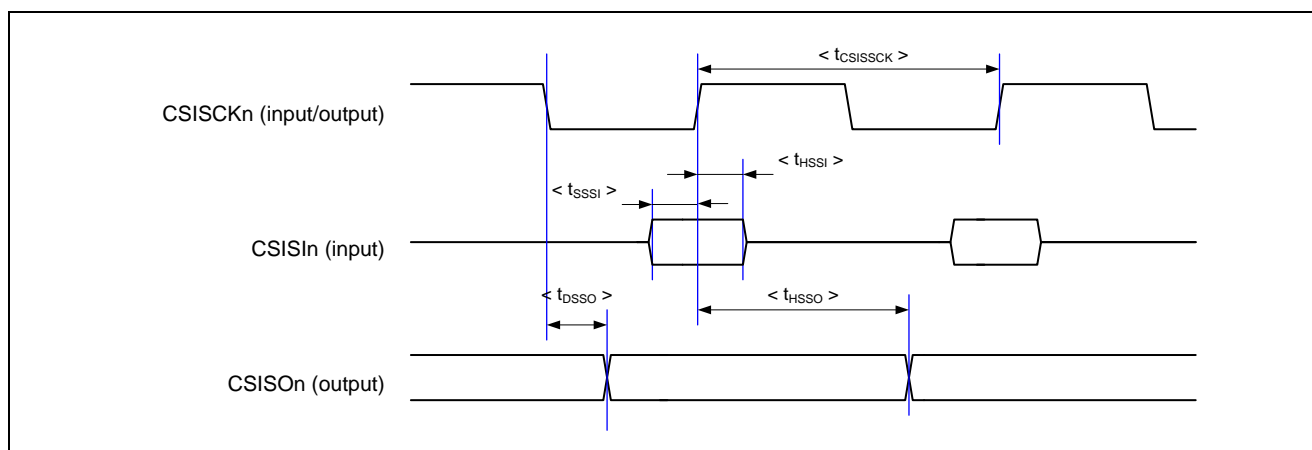 < tCSISSCK >
CSISCKn (input/output)
< tHSSI >
< tSSSI >
CSISIn (input)
< tDSSO >
< tHSSO >
CSISOn (output)